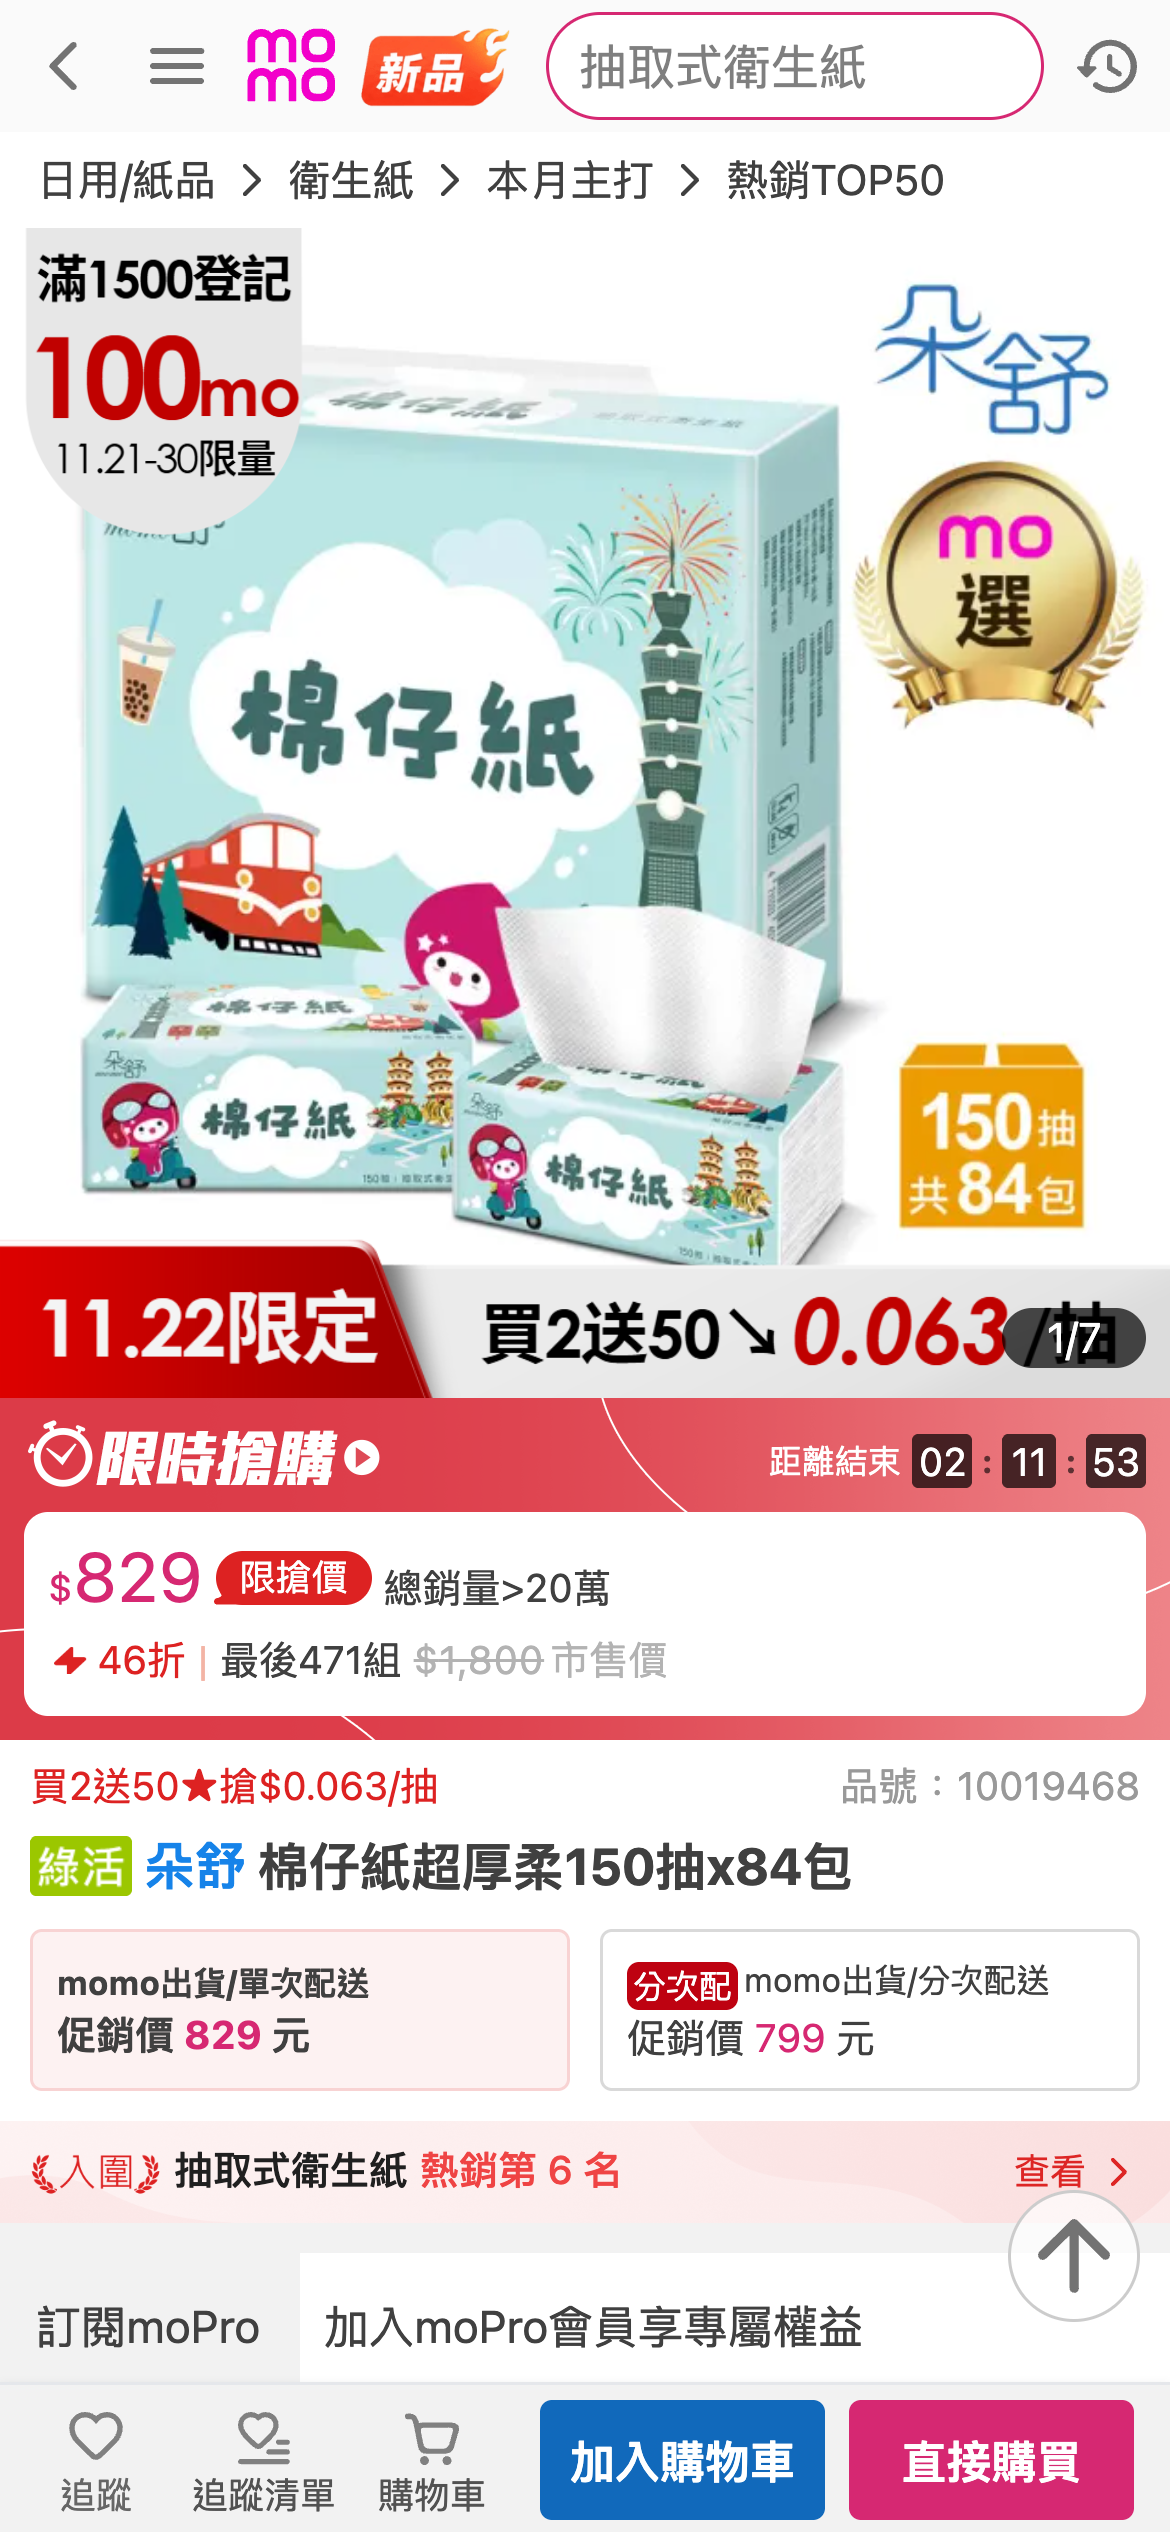 momo
新品
抽取式衛生紙
日用/紙品 > 衛生紙 > 本月主打 > 熱銷TOP50
滿1500登記
100mo
11.21-30限量
朵舒
mo
選
棉仔紙
棉仔紙
棉仔紙
朵舒
棉仔紙
朵舒
棉仔紙
150抽
共84包
11.22限定
買2送50↘0.063/抽
1/7
限時搶購
距離結束 02 : 11 : 53
$829 限搶價 總銷量>20萬
46折 | 最後471組 $1,800 市售價
買2送50★搶$0.063/抽
品號：10019468
綠活 朵舒 棉仔紙超厚柔150抽x84包
momo出貨/單次配送
促銷價 829 元
分次配 momo出貨/分次配送
促銷價 799 元
入圍 抽取式衛生紙 熱銷第 6 名
查看 >
訂閱moPro
加入moPro會員享專屬權益
追蹤
追蹤清單
購物車
加入購物車
直接購買